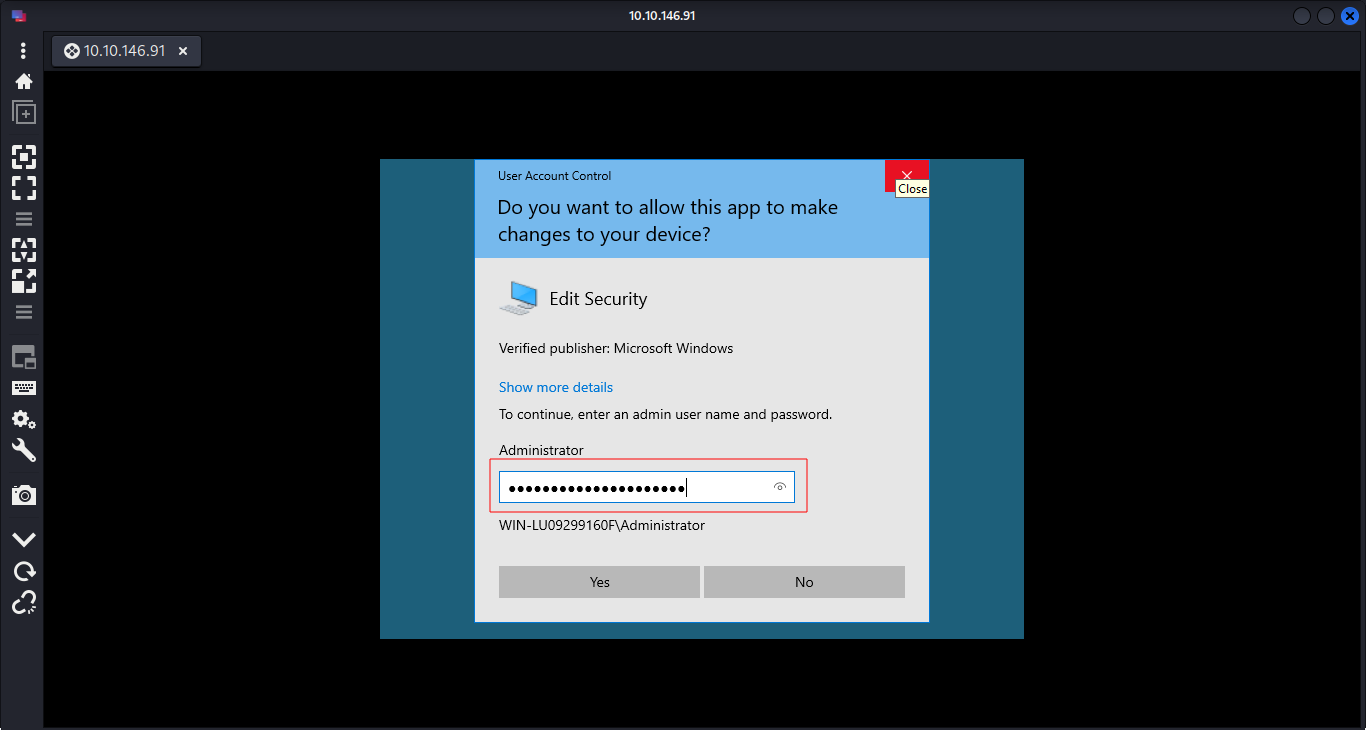 10.10.146.91
10.10.146.91
User Account Control
Close
Do you want to allow this app to make
changes to your device?
Edit Security
Verified publisher: Microsoft Windows
Show more details
To continue, enter an admin user name and password.
Administrator
●●●●●●●●●●●●●●●●●●●●●
WIN-LU09299160F\Administrator
Yes
No